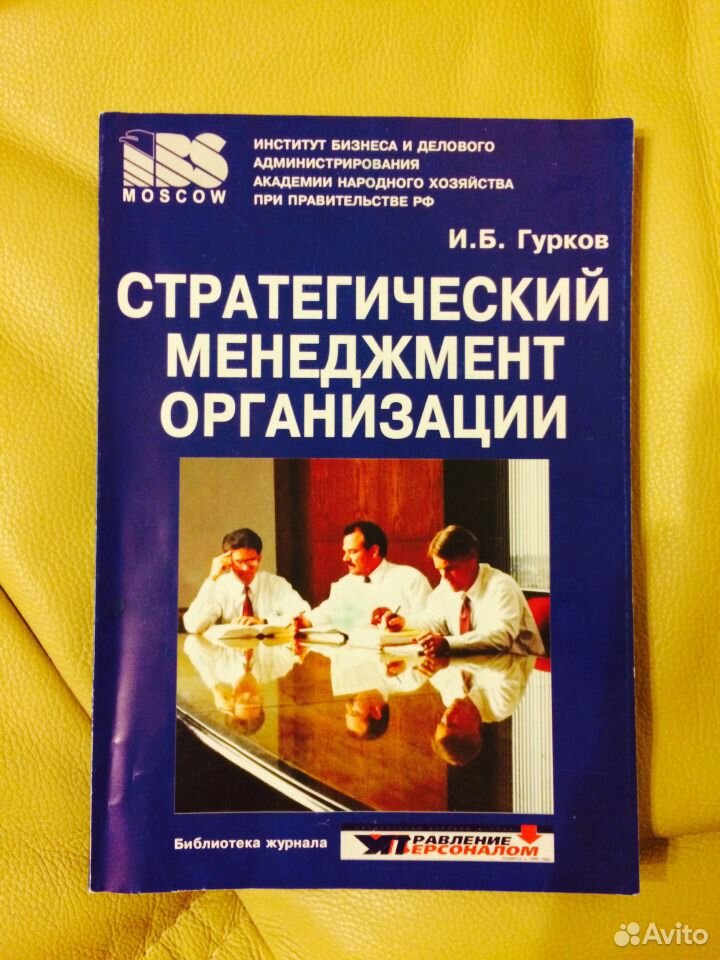 IBS
MOSCOW
ИНСТИТУТ БИЗНЕСА И ДЕЛОВОГО
АДМИНИСТРИРОВАНИЯ
АКАДЕМИИ НАРОДНОГО ХОЗЯЙСТВА
ПРИ ПРАВИТЕЛЬСТВЕ РФ
И.Б. Гурков
СТРАТЕГИЧЕСКИЙ
МЕНЕДЖМЕНТ
ОРГАНИЗАЦИИ
Библиотека журнала
УПРАВЛЕНИЕ
ПЕРСОНАЛОМ
Avito